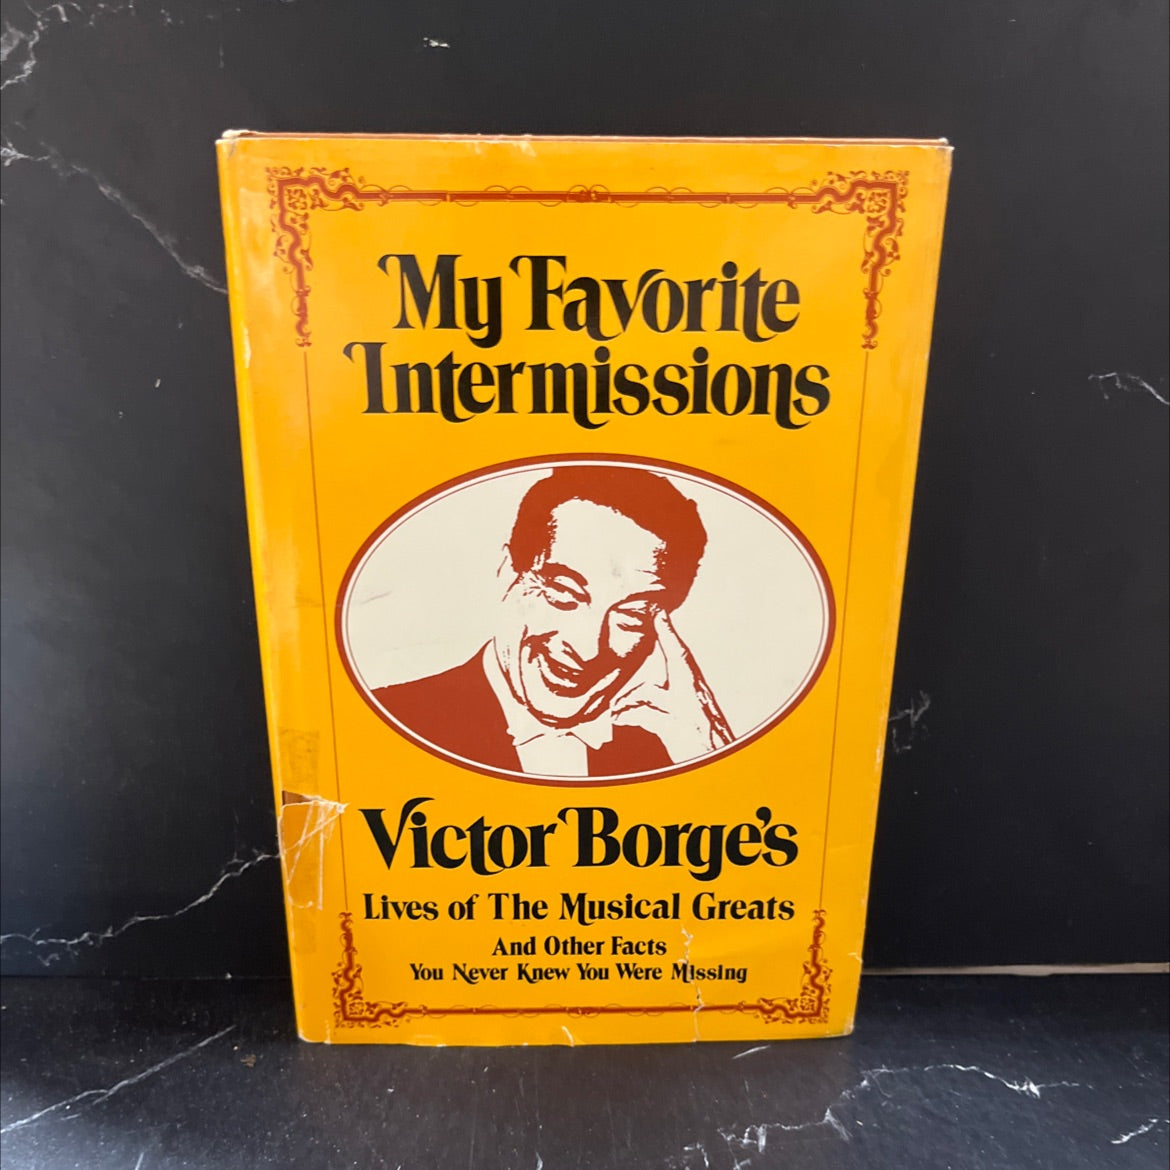 My Favorite
Intermissions
Victor Borge's
Lives of The Musical Greats
And Other Facts
You Never Knew You Were Missing